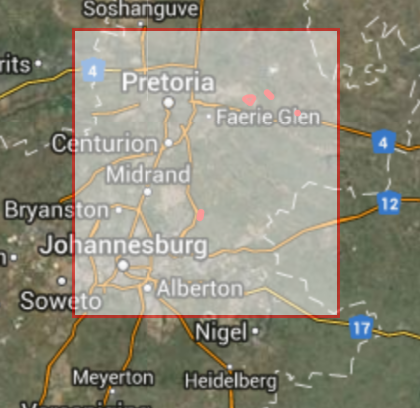 Soshanguve
rits
4
Pretoria
Faerie Glen
Centurion
4
Midrand
12
Bryanston
Johannesburg
Soweto
Alberton
Nigel
17
Meyerton
Heidelberg